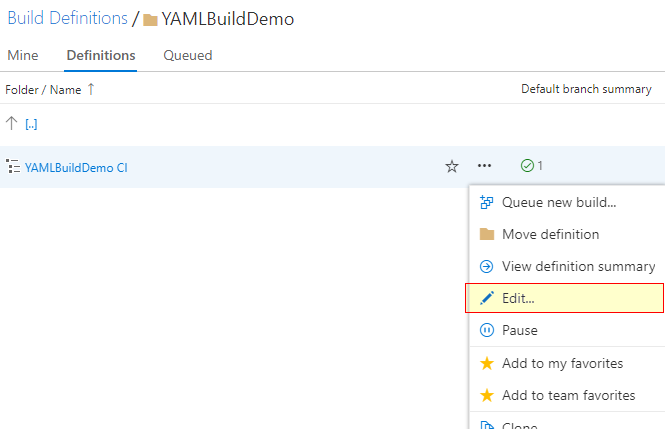 Build Definitions / YAMLBuildDemo
Mine Definitions Queued
Folder / Name ↑ Default branch summary
↑ [..]
YAMLBuildDemo CI ••• 1
Queue new build...
Move definition
View definition summary
Edit...
Pause
Add to my favorites
Add to team favorites
Clone